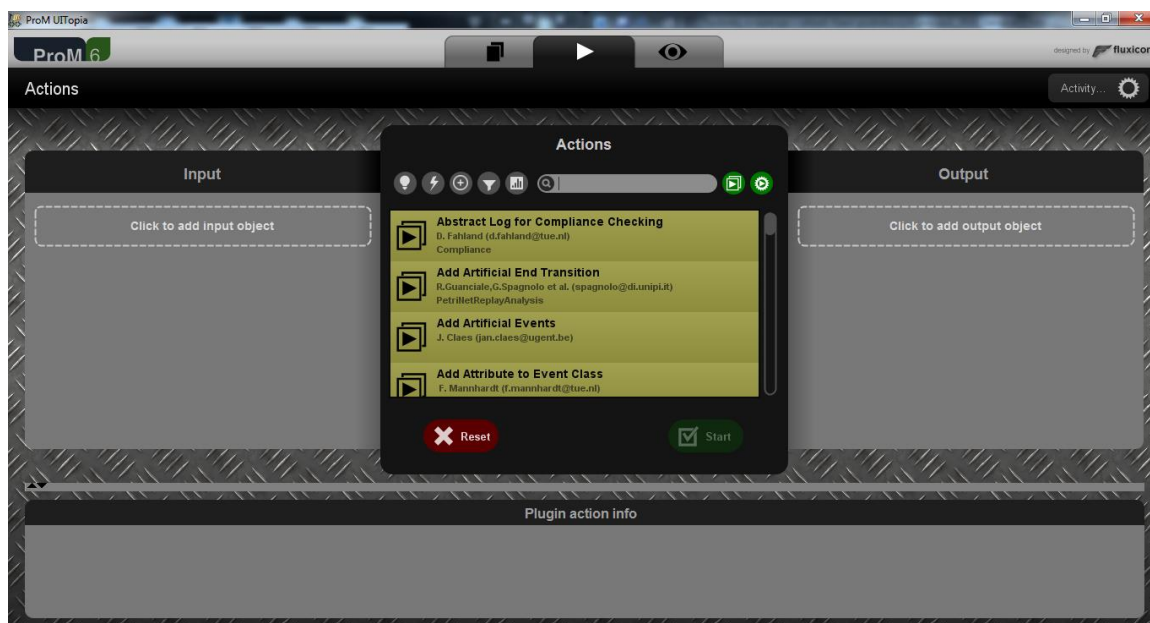 ProM UITopia
ProM 6
designed by fluxicon
Actions
Activity...
Input
Click to add input object
Actions
Abstract Log for Compliance Checking
D. Fahland (d.fahland@tue.nl)
Compliance
Add Artificial End Transition
R.Guanciale,G.Spagnolo et al. (spagnolo@di.unipi.it)
PetriNetReplayAnalysis
Add Artificial Events
J. Claes (jan.claes@ugent.be)
Add Attribute to Event Class
F. Mannhardt (f.mannhardt@tue.nl)
Reset
Start
Output
Click to add output object
Plugin action info